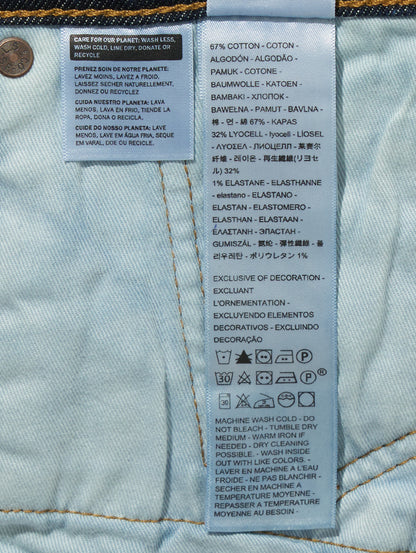 CARE FOR OUR PLANET: WASH LESS,
WASH COLD, LINE DRY, DONATE OR
RECYCLE
PRENEZ SOIN DE NOTRE PLANETE:
LAVEZ MOINS, LAVEZ A FROID,
LAISSEZ SECHER NATURELLEMENT,
DONNEZ OU RECYCLEZ
CUIDA NUESTRO PLANETA: LAVA
MENOS, LAVA EN FRIO, TIENDE LA
ROPA, DONA O RECICLA.
CUIDE DO NOSSO PLANETA: LAVE
MENOS, LAVE EM ÁGUA FRIA, SEQUE
EM VARAL, DOE OU RECICLE.
67% COTTON - COTON -
ALGODÓN - ALGODÃO -
PAMUK - COTONE -
BAUMWOLLE - KATOEN -
BAMBAKI - ХЛОПОК -
BAWEŁNA - PAMUT - BAVLNA -
棉 - 면 - 綿 67% - KAPAS
32% LYOCELL - lyocell - LİOSEL
- ΛΥΟΣΕΛ - ЛИОЦЕЛЛ - 莱赛尔
纤维 - 레이온 - 再生繊維(リヨセ
ル) 32%
1% ELASTANE - ELASTHANNE
- elastano - ELASTANO -
ELASTAN - ELASTOMERO -
ELASTHAN - ELASTAAN -
ΕΛΑΣΤΑΝΗ - ЭЛАСТАН -
GUMISZÁL - 氨纶 - 彈性纖維 - 폴
리우레탄 - ポリウレタン 1%
EXCLUSIVE OF DECORATION -
EXCLUANT
L'ORNEMENTATION -
EXCLUYENDO ELEMENTOS
DECORATIVOS - EXCLUINDO
DECORAÇÃO
P
30 P®
30
MACHINE WASH COLD - DO
NOT BLEACH - TUMBLE DRY
MEDIUM - WARM IRON IF
NEEDED - DRY CLEANING
POSSIBLE. - WASH INSIDE
OUT WITH LIKE COLORS. -
LAVER EN MACHINE A L'EAU
FROIDE - NE PAS BLANCHIR -
SECHER EN MACHINE A
TEMPERATURE MOYENNE -
REPASSER A TEMPERATURE
MOYENNE AU BESOIN -